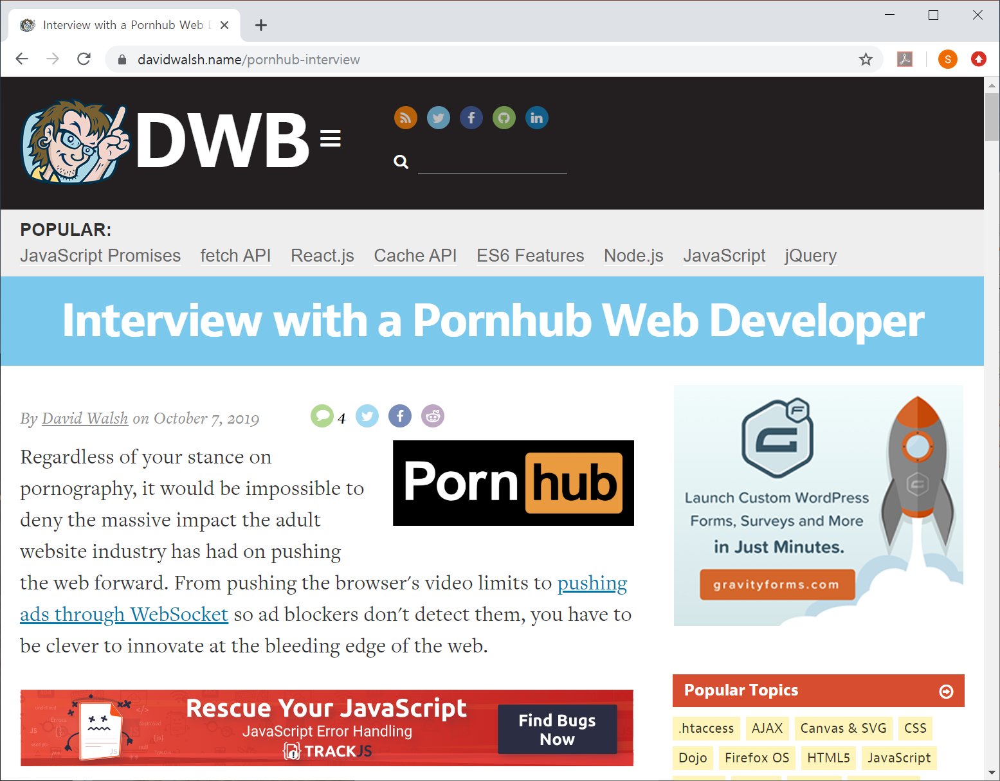 Interview with a Pornhub Web D
davidwalsh.name/pornhub-interview
S
DWB
POPULAR:
JavaScript Promises fetch API React.js Cache API ES6 Features Node.js JavaScript jQuery
Interview with a Pornhub Web Developer
By David Walsh on October 7, 2019 4
Regardless of your stance on
pornography, it would be impossible to
deny the massive impact the adult
website industry has had on pushing
the web forward. From pushing the browser's video limits to pushing
ads through WebSocket so ad blockers don't detect them, you have to
be clever to innovate at the bleeding edge of the web.
Porn hub
Rescue Your JavaScript
JavaScript Error Handling
TRACKJS
Find Bugs
Now
JS
Launch Custom WordPress
Forms, Surveys and More
in Just Minutes.
gravityforms.com
Popular Topics
.htaccess AJAX Canvas & SVG CSS
Dojo Firefox OS HTML5 JavaScript